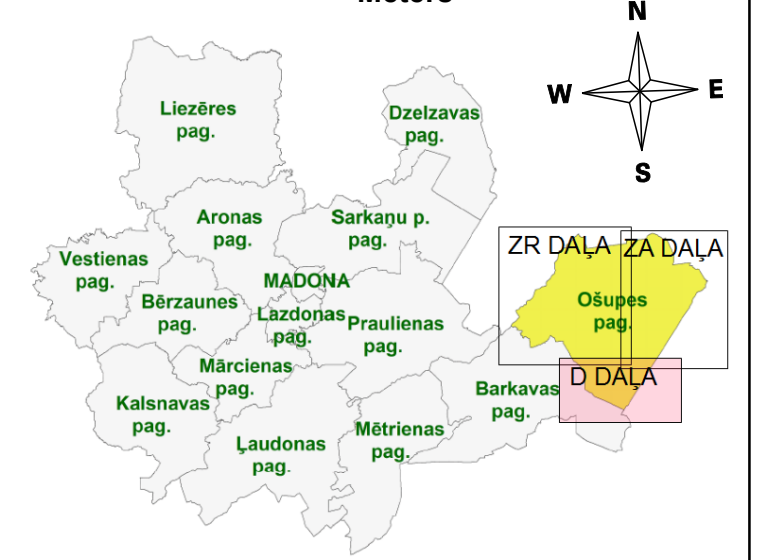 N
W
E
S
Liezēres
pag.
Dzelzavas
pag.
Aronas
pag.
Sarkaņu p.
pag.
Vestienas
pag.
MADONA
Bērzaunes
pag.
Lazdonas
pag.
Praulienas
pag.
ZR DAĻA
ZA DAĻA
Ošupes
pag.
Mārcienas
pag.
Kalsnavas
pag.
Barkavas
pag.
D DAĻA
Ļaudonas
pag.
Mētrienas
pag.